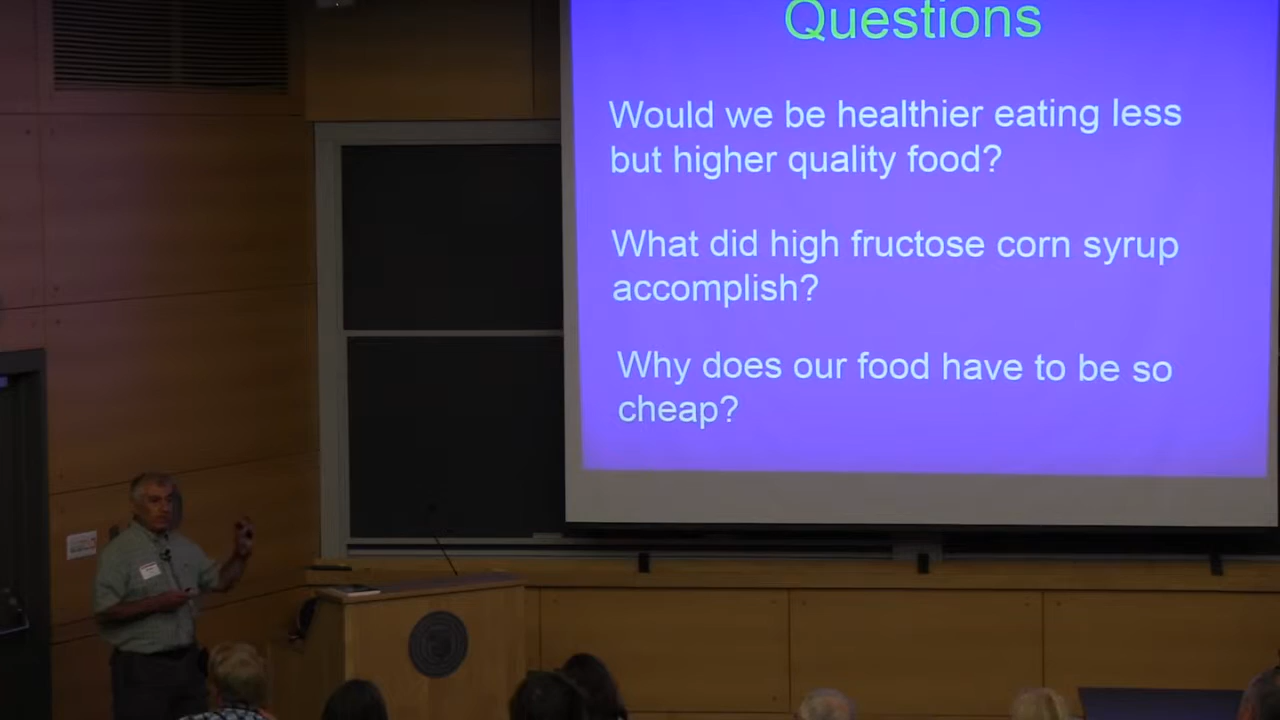 Questions
Would we be healthier eating less
but higher quality food?
What did high fructose corn syrup
accomplish?
Why does our food have to be so
cheap?